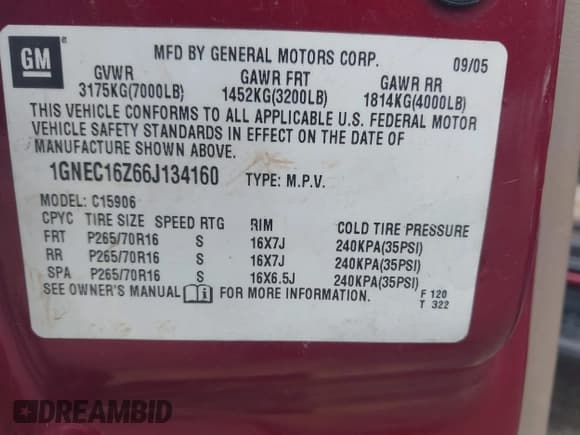 GM
MFD BY GENERAL MOTORS CORP. 09/05
GVWR GAWR FRT GAWR RR
3175KG(7000LB) 1452KG(3200LB) 1814KG(4000LB)
THIS VEHICLE CONFORMS TO ALL APPLICABLE U.S. FEDERAL MOTOR
VEHICLE SAFETY STANDARDS IN EFFECT ON THE DATE OF
MANUFACTURE SHOWN ABOVE.
1GNEC16Z66J134160 TYPE: M.P.V.
MODEL: C15906
CPYC TIRE SIZE SPEED RTG RIM COLD TIRE PRESSURE
FRT P265/70R16 S 16X7J 240KPA(35PSI)
RR P265/70R16 S 16X7J 240KPA(35PSI)
SPA P265/70R16 S 16X6.5J 240KPA(35PSI)
SEE OWNER'S MANUAL FOR MORE INFORMATION.
F 120
T 322
DREAMBID